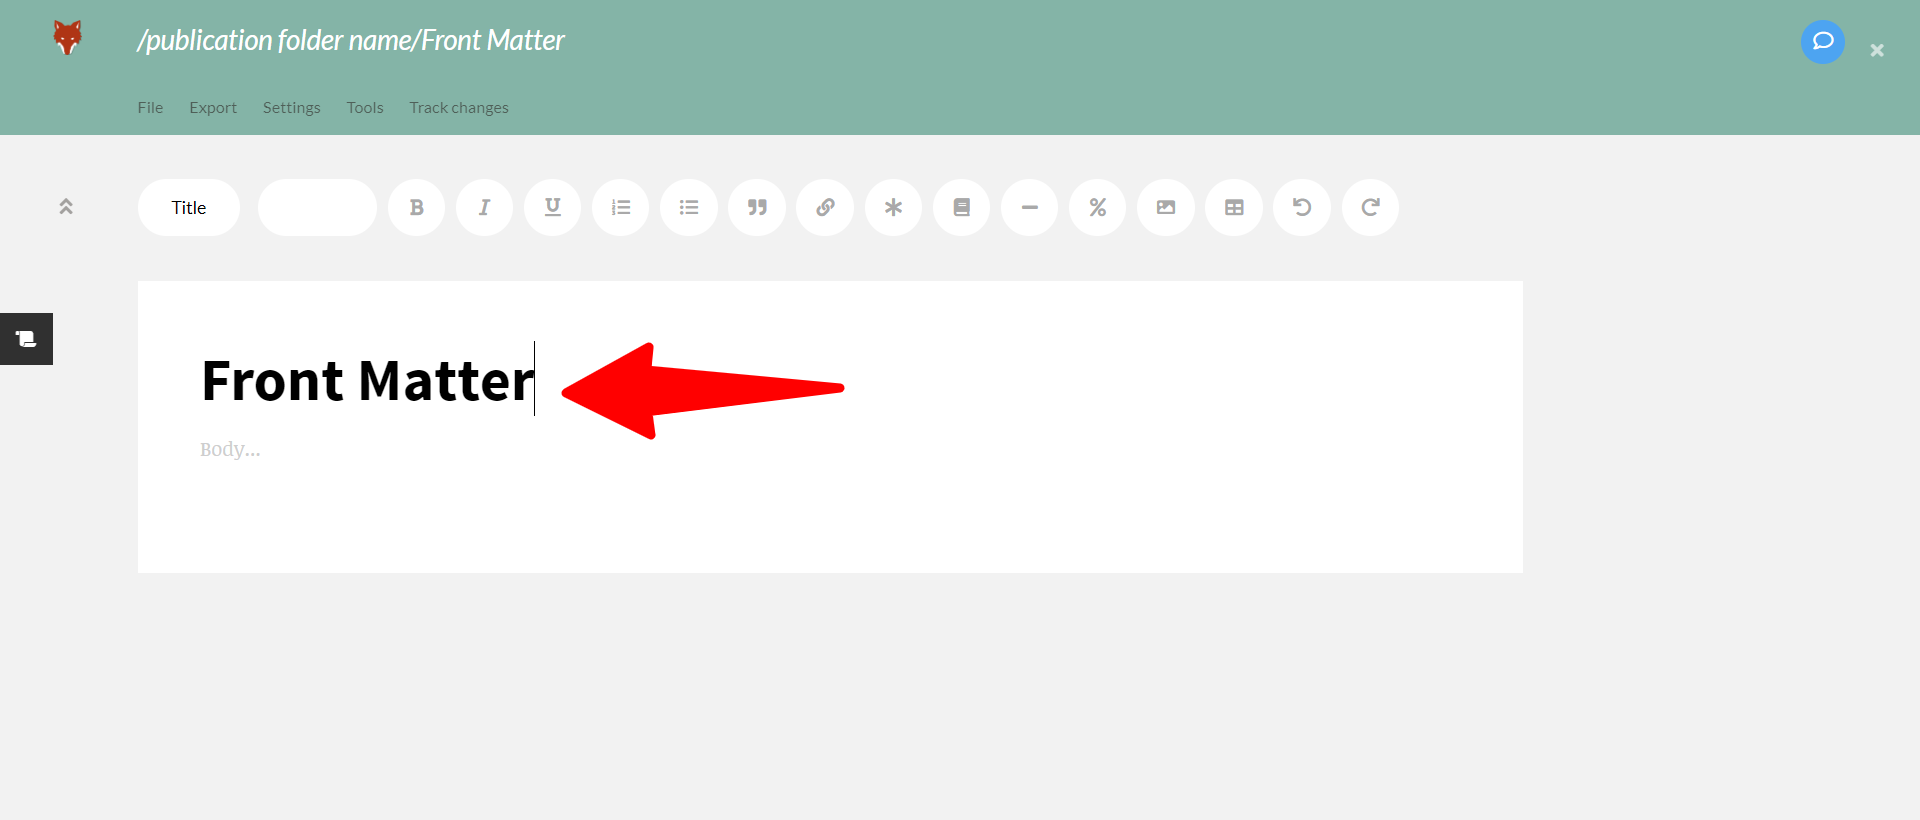 /publication folder name/Front Matter
File Export Settings Tools Track changes
Title
Front Matter
Body...